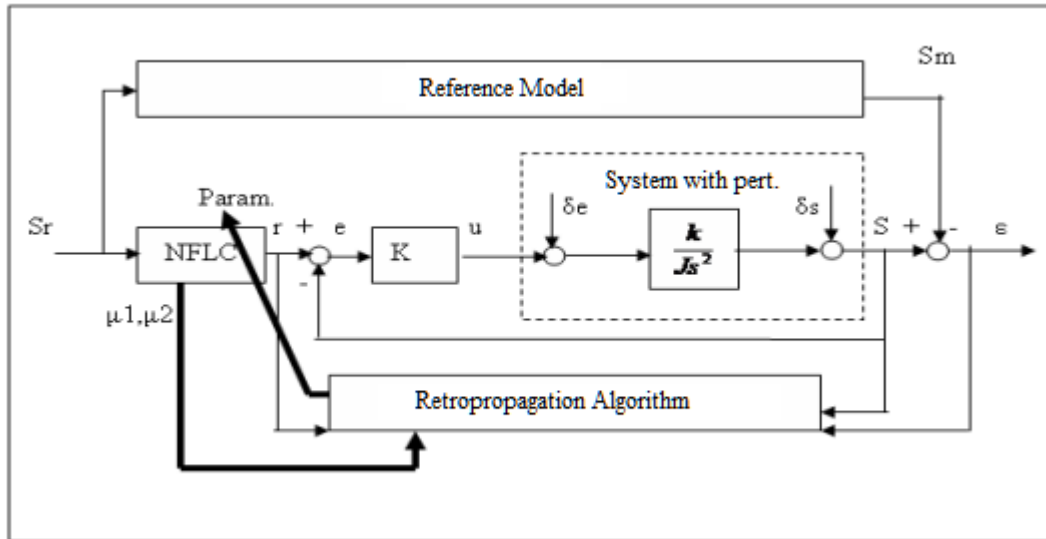 Sm
Reference Model
System with pert.
Param.
δe
δs
Sr
r + e
u
S +
-
ε
NFLC
K
k
Js²
-
μ1,μ2
Retropropagation Algorithm